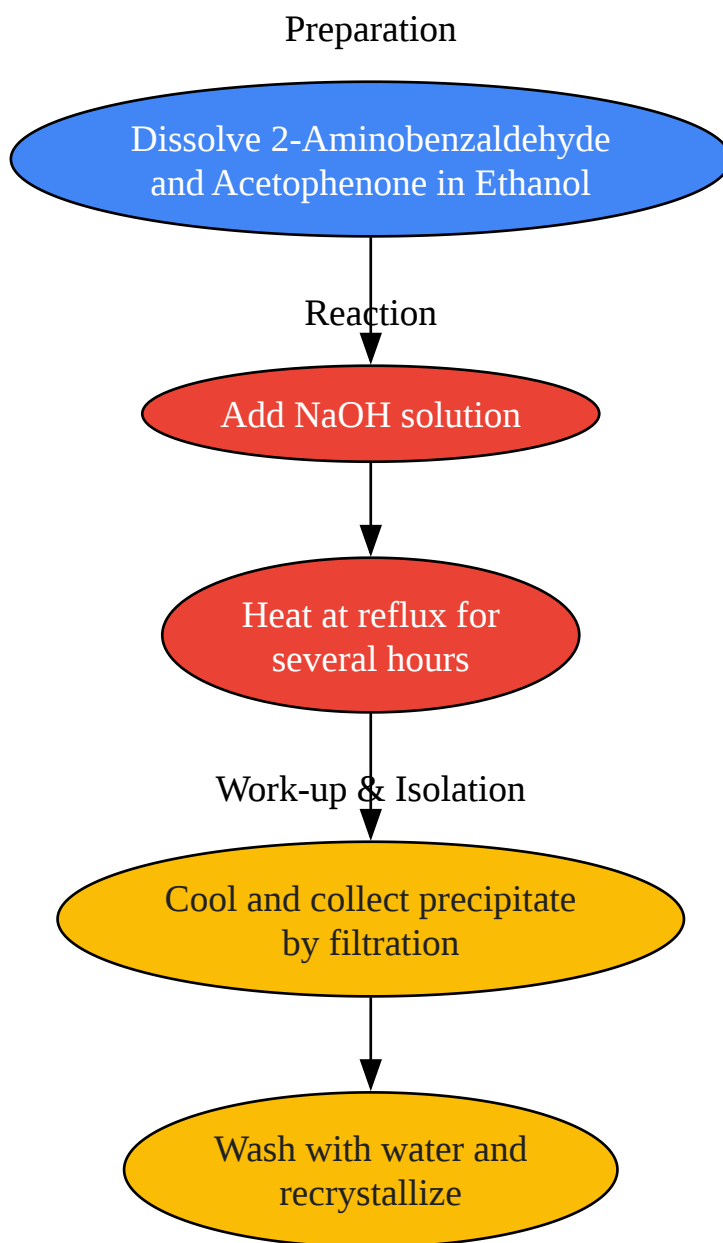 Preparation
Dissolve 2-Aminobenzaldehyde
and Acetophenone in Ethanol
Reaction
Add NaOH solution
Heat at reflux for
several hours
Work-up & Isolation
Cool and collect precipitate
by filtration
Wash with water and
recrystallize